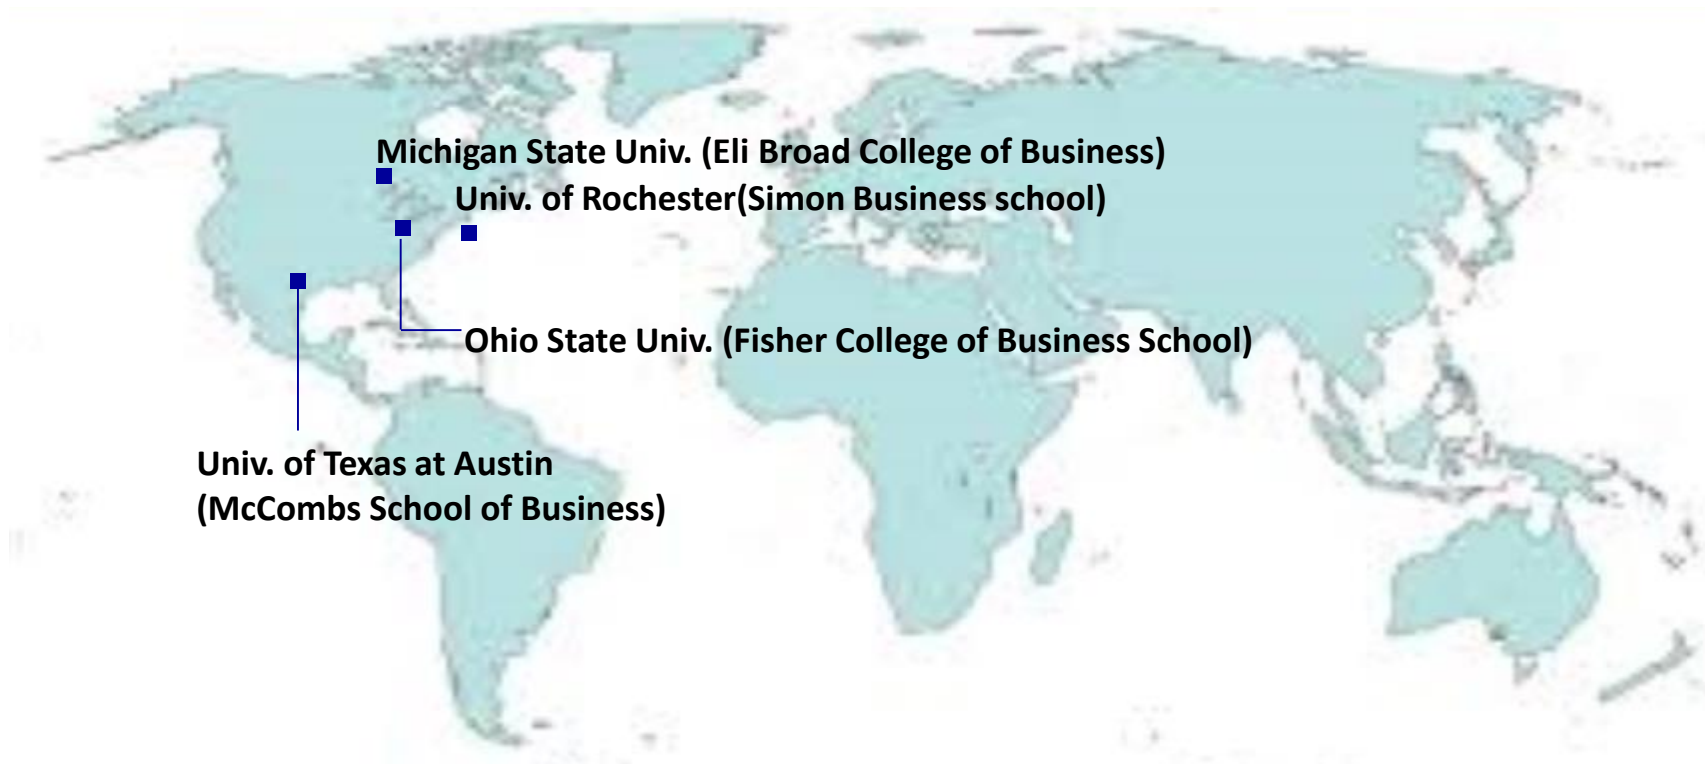 Michigan State Univ. (Eli Broad College of Business)
Univ. of Rochester(Simon Business school)
Ohio State Univ. (Fisher College of Business School)
Univ. of Texas at Austin
(McCombs School of Business)